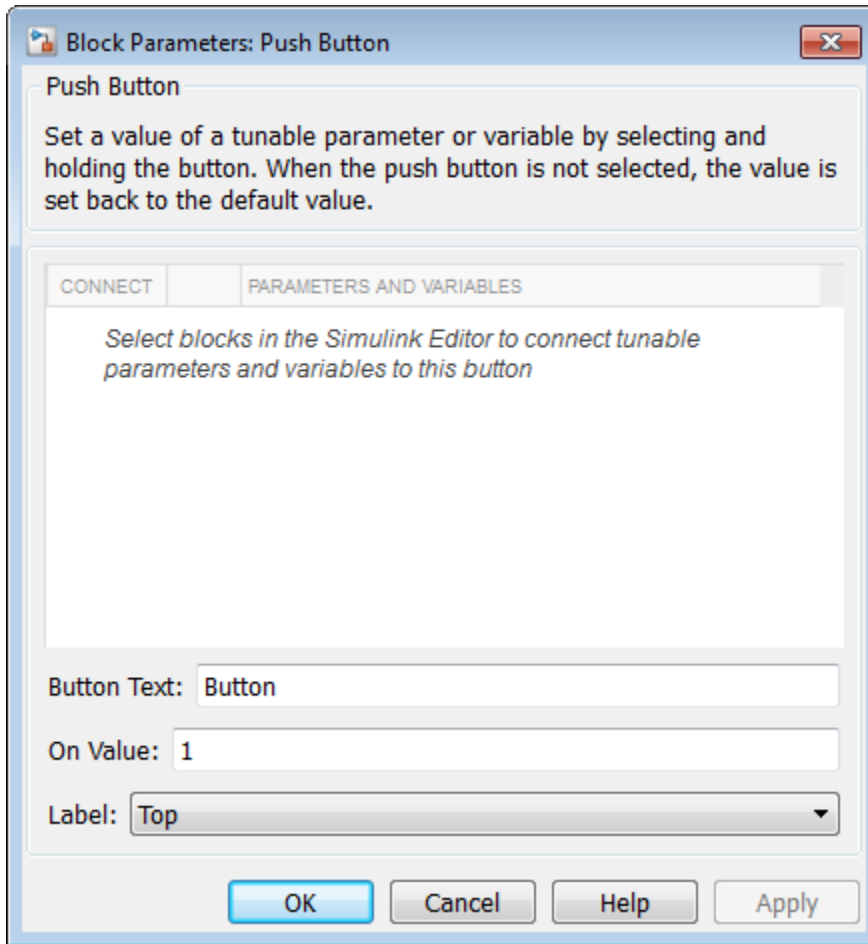 Block Parameters: Push Button
Push Button
Set a value of a tunable parameter or variable by selecting and
holding the button. When the push button is not selected, the value is
set back to the default value.
CONNECT PARAMETERS AND VARIABLES
Select blocks in the Simulink Editor to connect tunable
parameters and variables to this button
Button Text: Button
On Value: 1
Label: Top
OK Cancel Help Apply